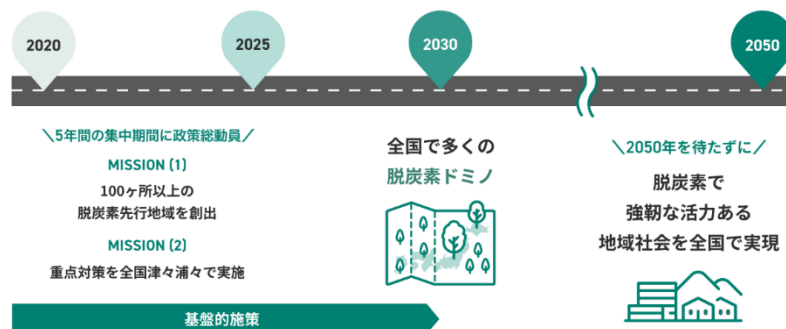 2020
2025
2030
2050
＼5年間の集中期間に政策総動員／
MISSION (1)
100ヶ所以上の
脱炭素先行地域を創出
MISSION (2)
重点対策を全国津々浦々で実施
全国で多くの
脱炭素ドミノ
＼2050年を待たずに／
脱炭素で
強靭な活力ある
地域社会を全国で実現
基盤的施策